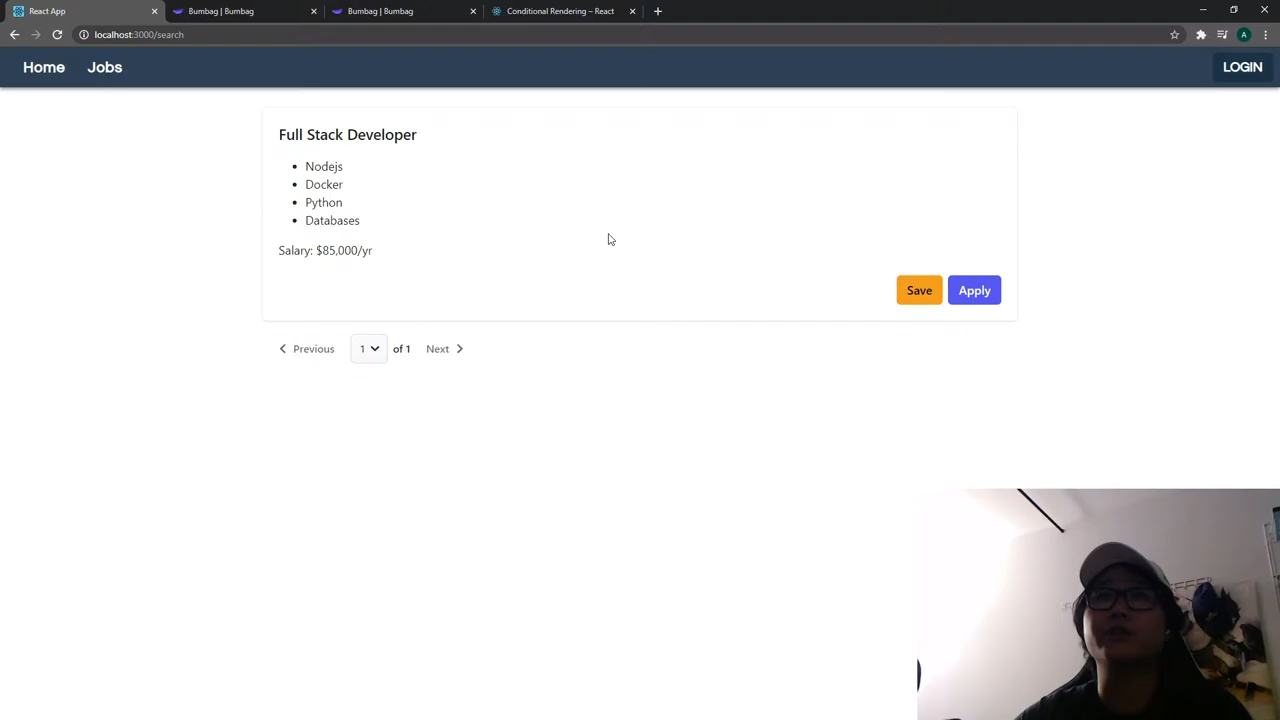 React App
Bumbag | Bumbag
Bumbag | Bumbag
Conditional Rendering – React
localhost:3000/search
A
Home
Jobs
LOGIN
Full Stack Developer
• Nodejs
• Docker
• Python
• Databases
Salary: $85,000/yr
Save
Apply
Previous
1
of 1
Next